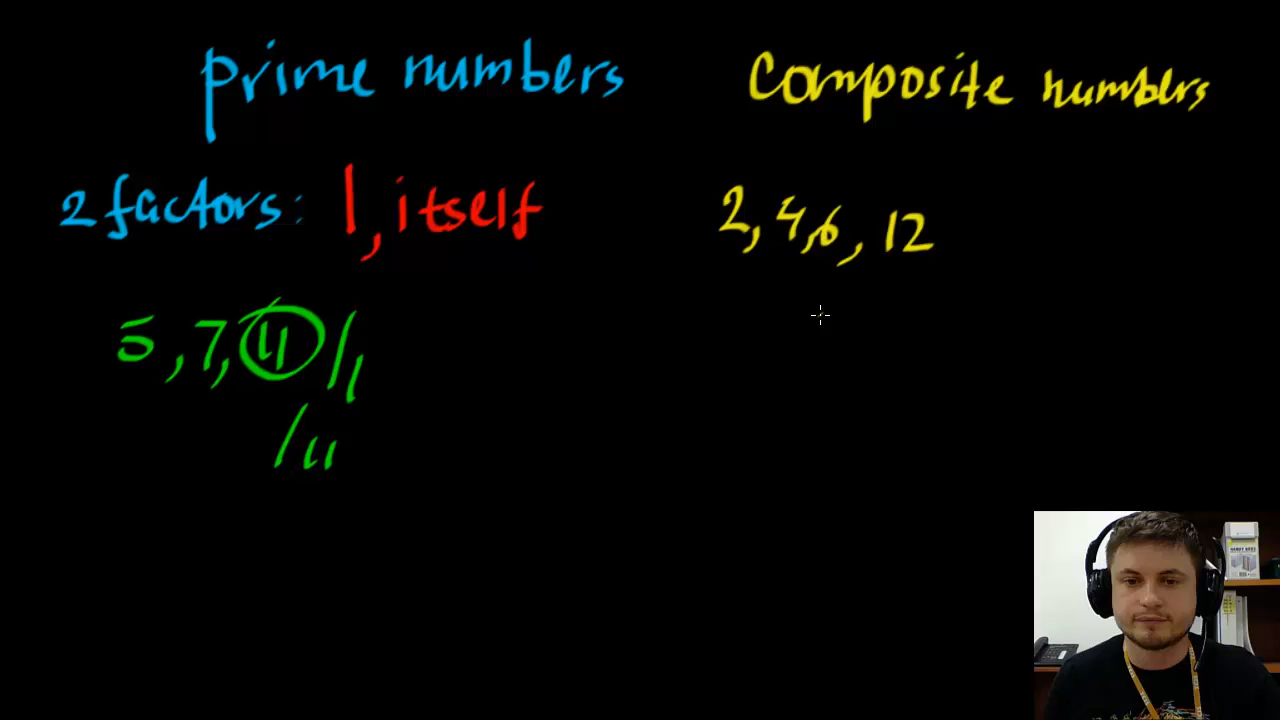 prime numbers
composite numbers
2 factors: 1, itself
2, 4, 6, 12
5, 7, 11 /1,
/11